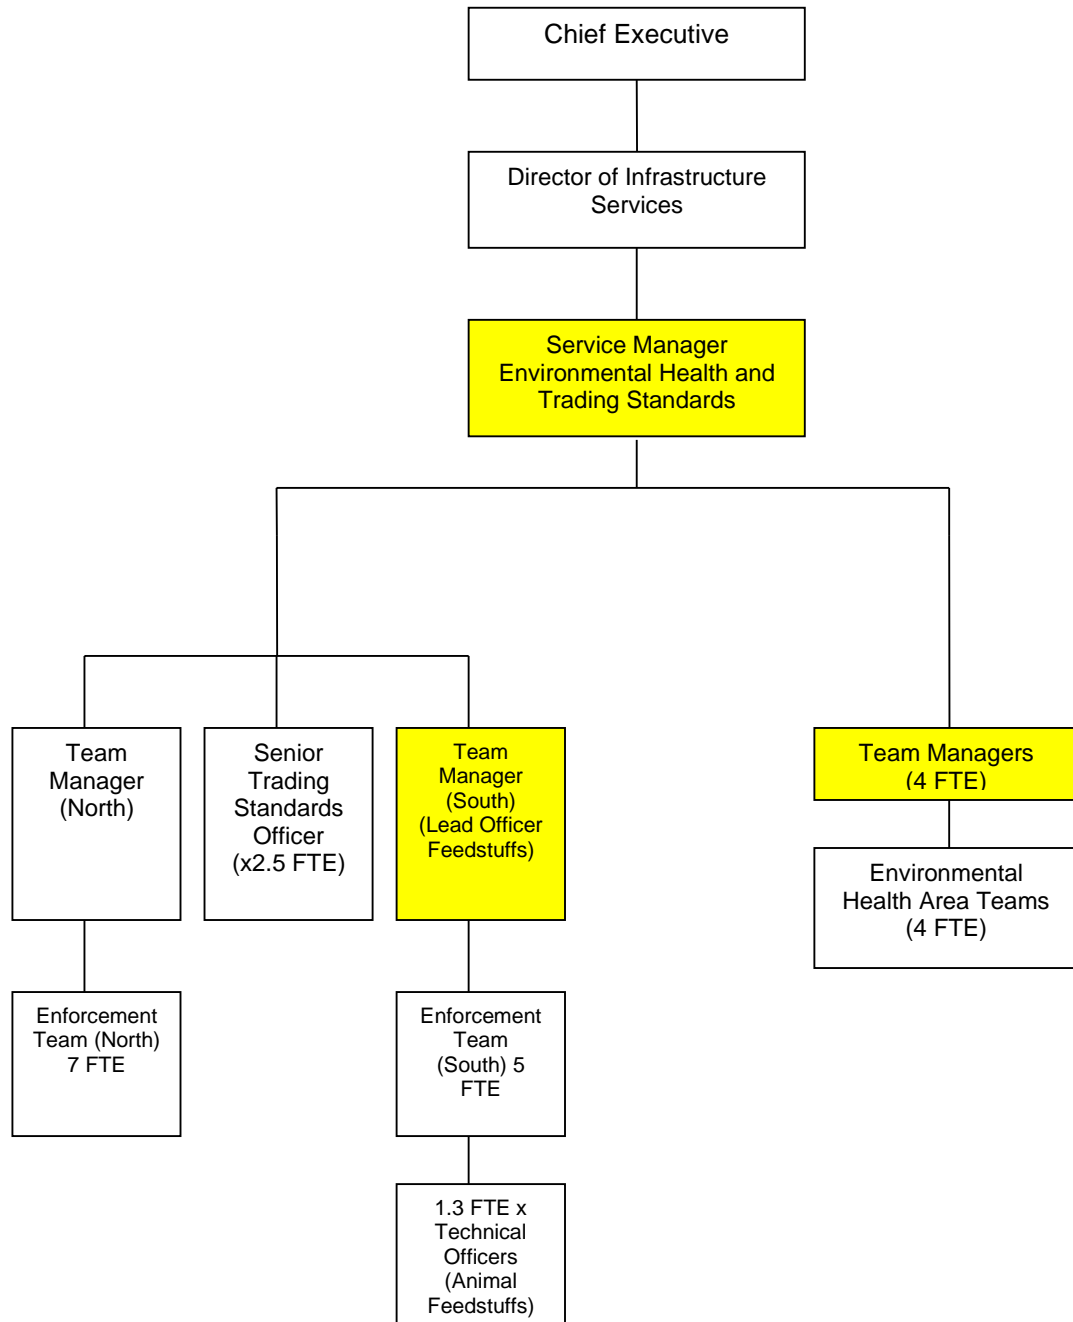 Chief Executive
Director of Infrastructure
Services
Service Manager
Environmental Health and
Trading Standards
Team
Manager
(North)
Senior
Trading
Standards
Officer
(x2.5 FTE)
Team
Manager
(South)
(Lead Officer
Feedstuffs)
Team Managers
(4 FTE)
Environmental
Health Area Teams
(4 FTE)
Enforcement
Team (North)
7 FTE
Enforcement
Team
(South) 5
FTE
1.3 FTE x
Technical
Officers
(Animal
Feedstuffs)